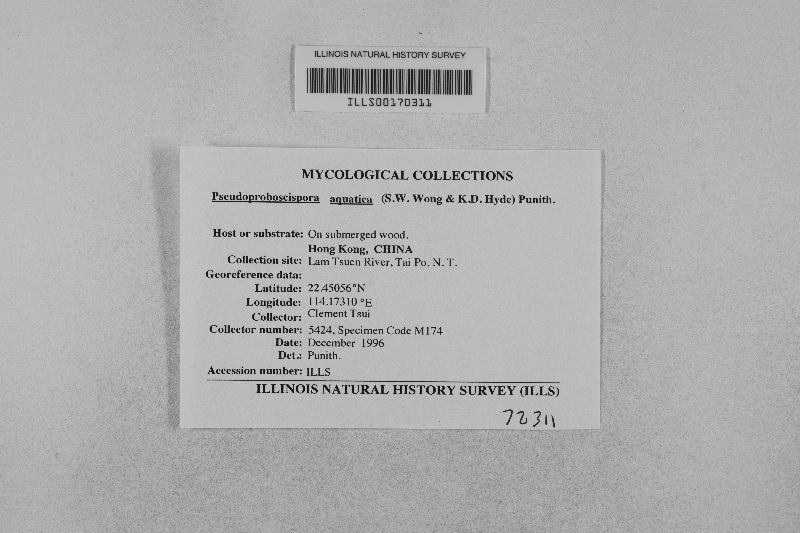 ILLINOIS NATURAL HISTORY SURVEY
ILLS00170311
MYCOLOGICAL COLLECTIONS
Pseudoproboscispora aquatica (S.W. Wong & K.D. Hyde) Punith.
Host or substrate: On submerged wood.
Hong Kong, CHINA
Collection site: Lam Tsuen River, Tai Po, N. T.
Georeference data:
Latitude: 22.45056°N
Longitude: 114.17310 °E
Collector: Clement Tsui
Collector number: 5424, Specimen Code M174
Date: December 1996
Det.: Punith.
Accession number: ILLS
ILLINOIS NATURAL HISTORY SURVEY (ILLS)
72311